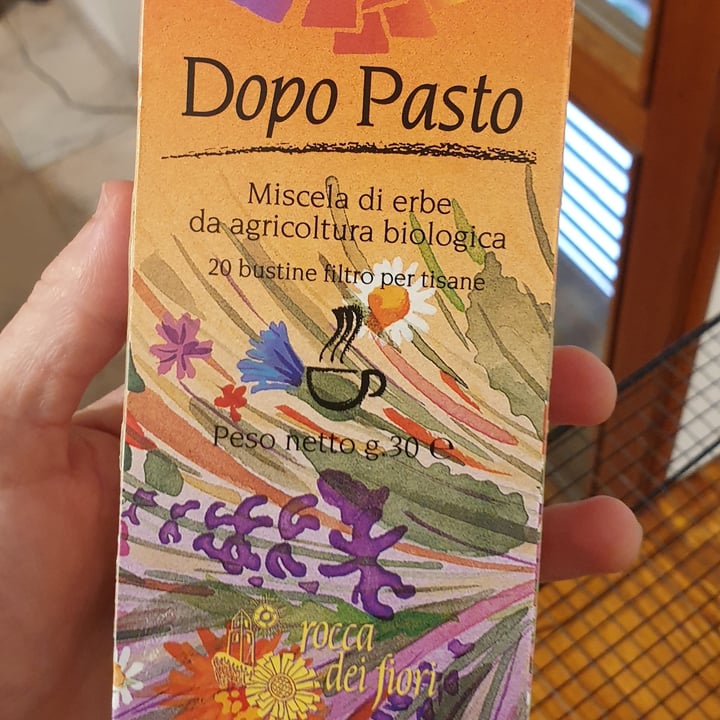 Dopo Pasto
Miscela di erbe
da agricoltura biologica
20 bustine filtro per tisane
Peso netto g.30 ℮
rocca
dei fiori